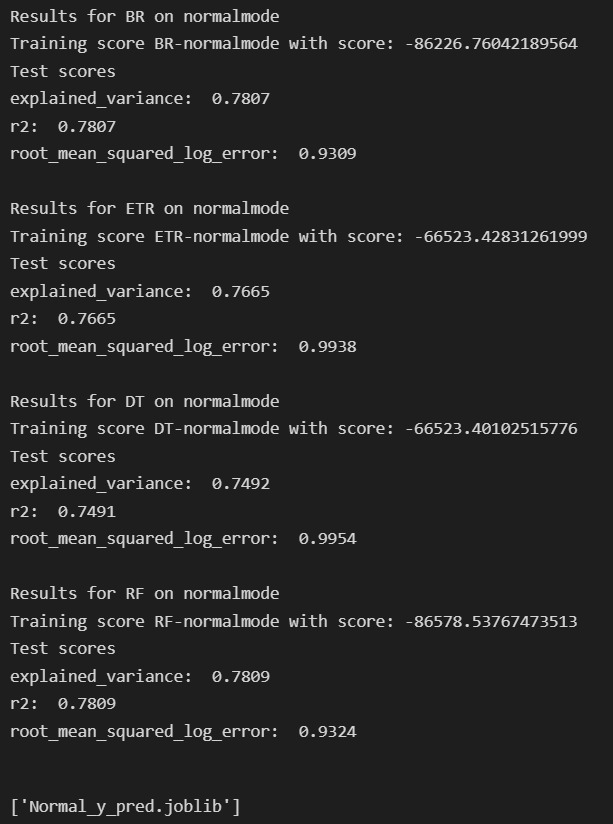 Results for BR on normalmode
Training score BR-normalmode with score: -86226.76042189564
Test scores
explained_variance:  0.7807
r2:  0.7807
root_mean_squared_log_error:  0.9309
Results for ETR on normalmode
Training score ETR-normalmode with score: -66523.42831261999
Test scores
explained_variance:  0.7665
r2:  0.7665
root_mean_squared_log_error:  0.9938
Results for DT on normalmode
Training score DT-normalmode with score: -66523.40102515776
Test scores
explained_variance:  0.7492
r2:  0.7491
root_mean_squared_log_error:  0.9954
Results for RF on normalmode
Training score RF-normalmode with score: -86578.53767473513
Test scores
explained_variance:  0.7809
r2:  0.7809
root_mean_squared_log_error:  0.9324
['Normal_y_pred.joblib']